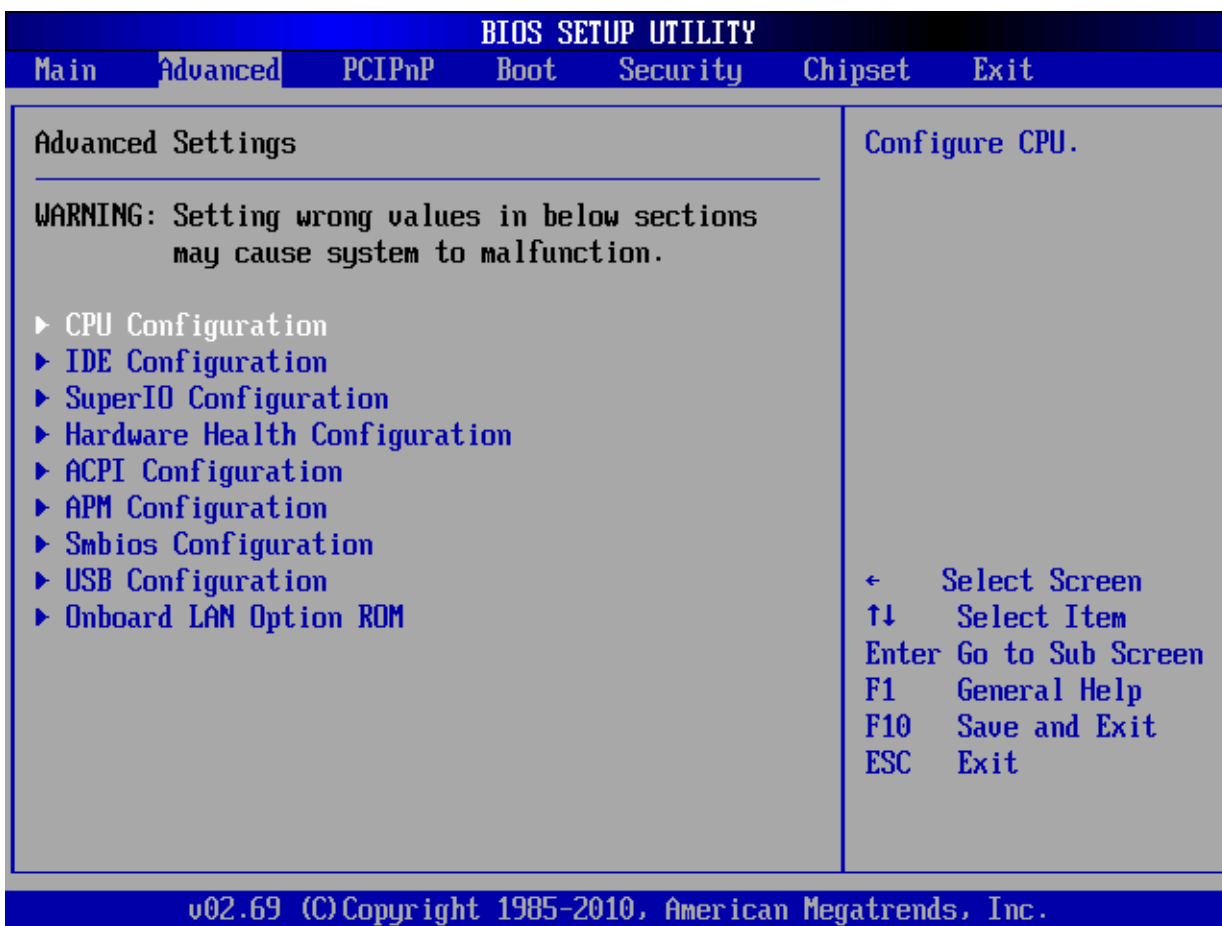 BIOS SETUP UTILITY
Main Advanced PCIPnP Boot Security Chipset Exit
Advanced Settings
WARNING: Setting wrong values in below sections
may cause system to malfunction.
▶ CPU Configuration
▶ IDE Configuration
▶ SuperIO Configuration
▶ Hardware Health Configuration
▶ ACPI Configuration
▶ APM Configuration
▶ Smbios Configuration
▶ USB Configuration
▶ Onboard LAN Option ROM
Configure CPU.
← Select Screen
↑↓ Select Item
Enter Go to Sub Screen
F1 General Help
F10 Save and Exit
ESC Exit
v02.69 (C)Copyright 1985-2010, American Megatrends, Inc.